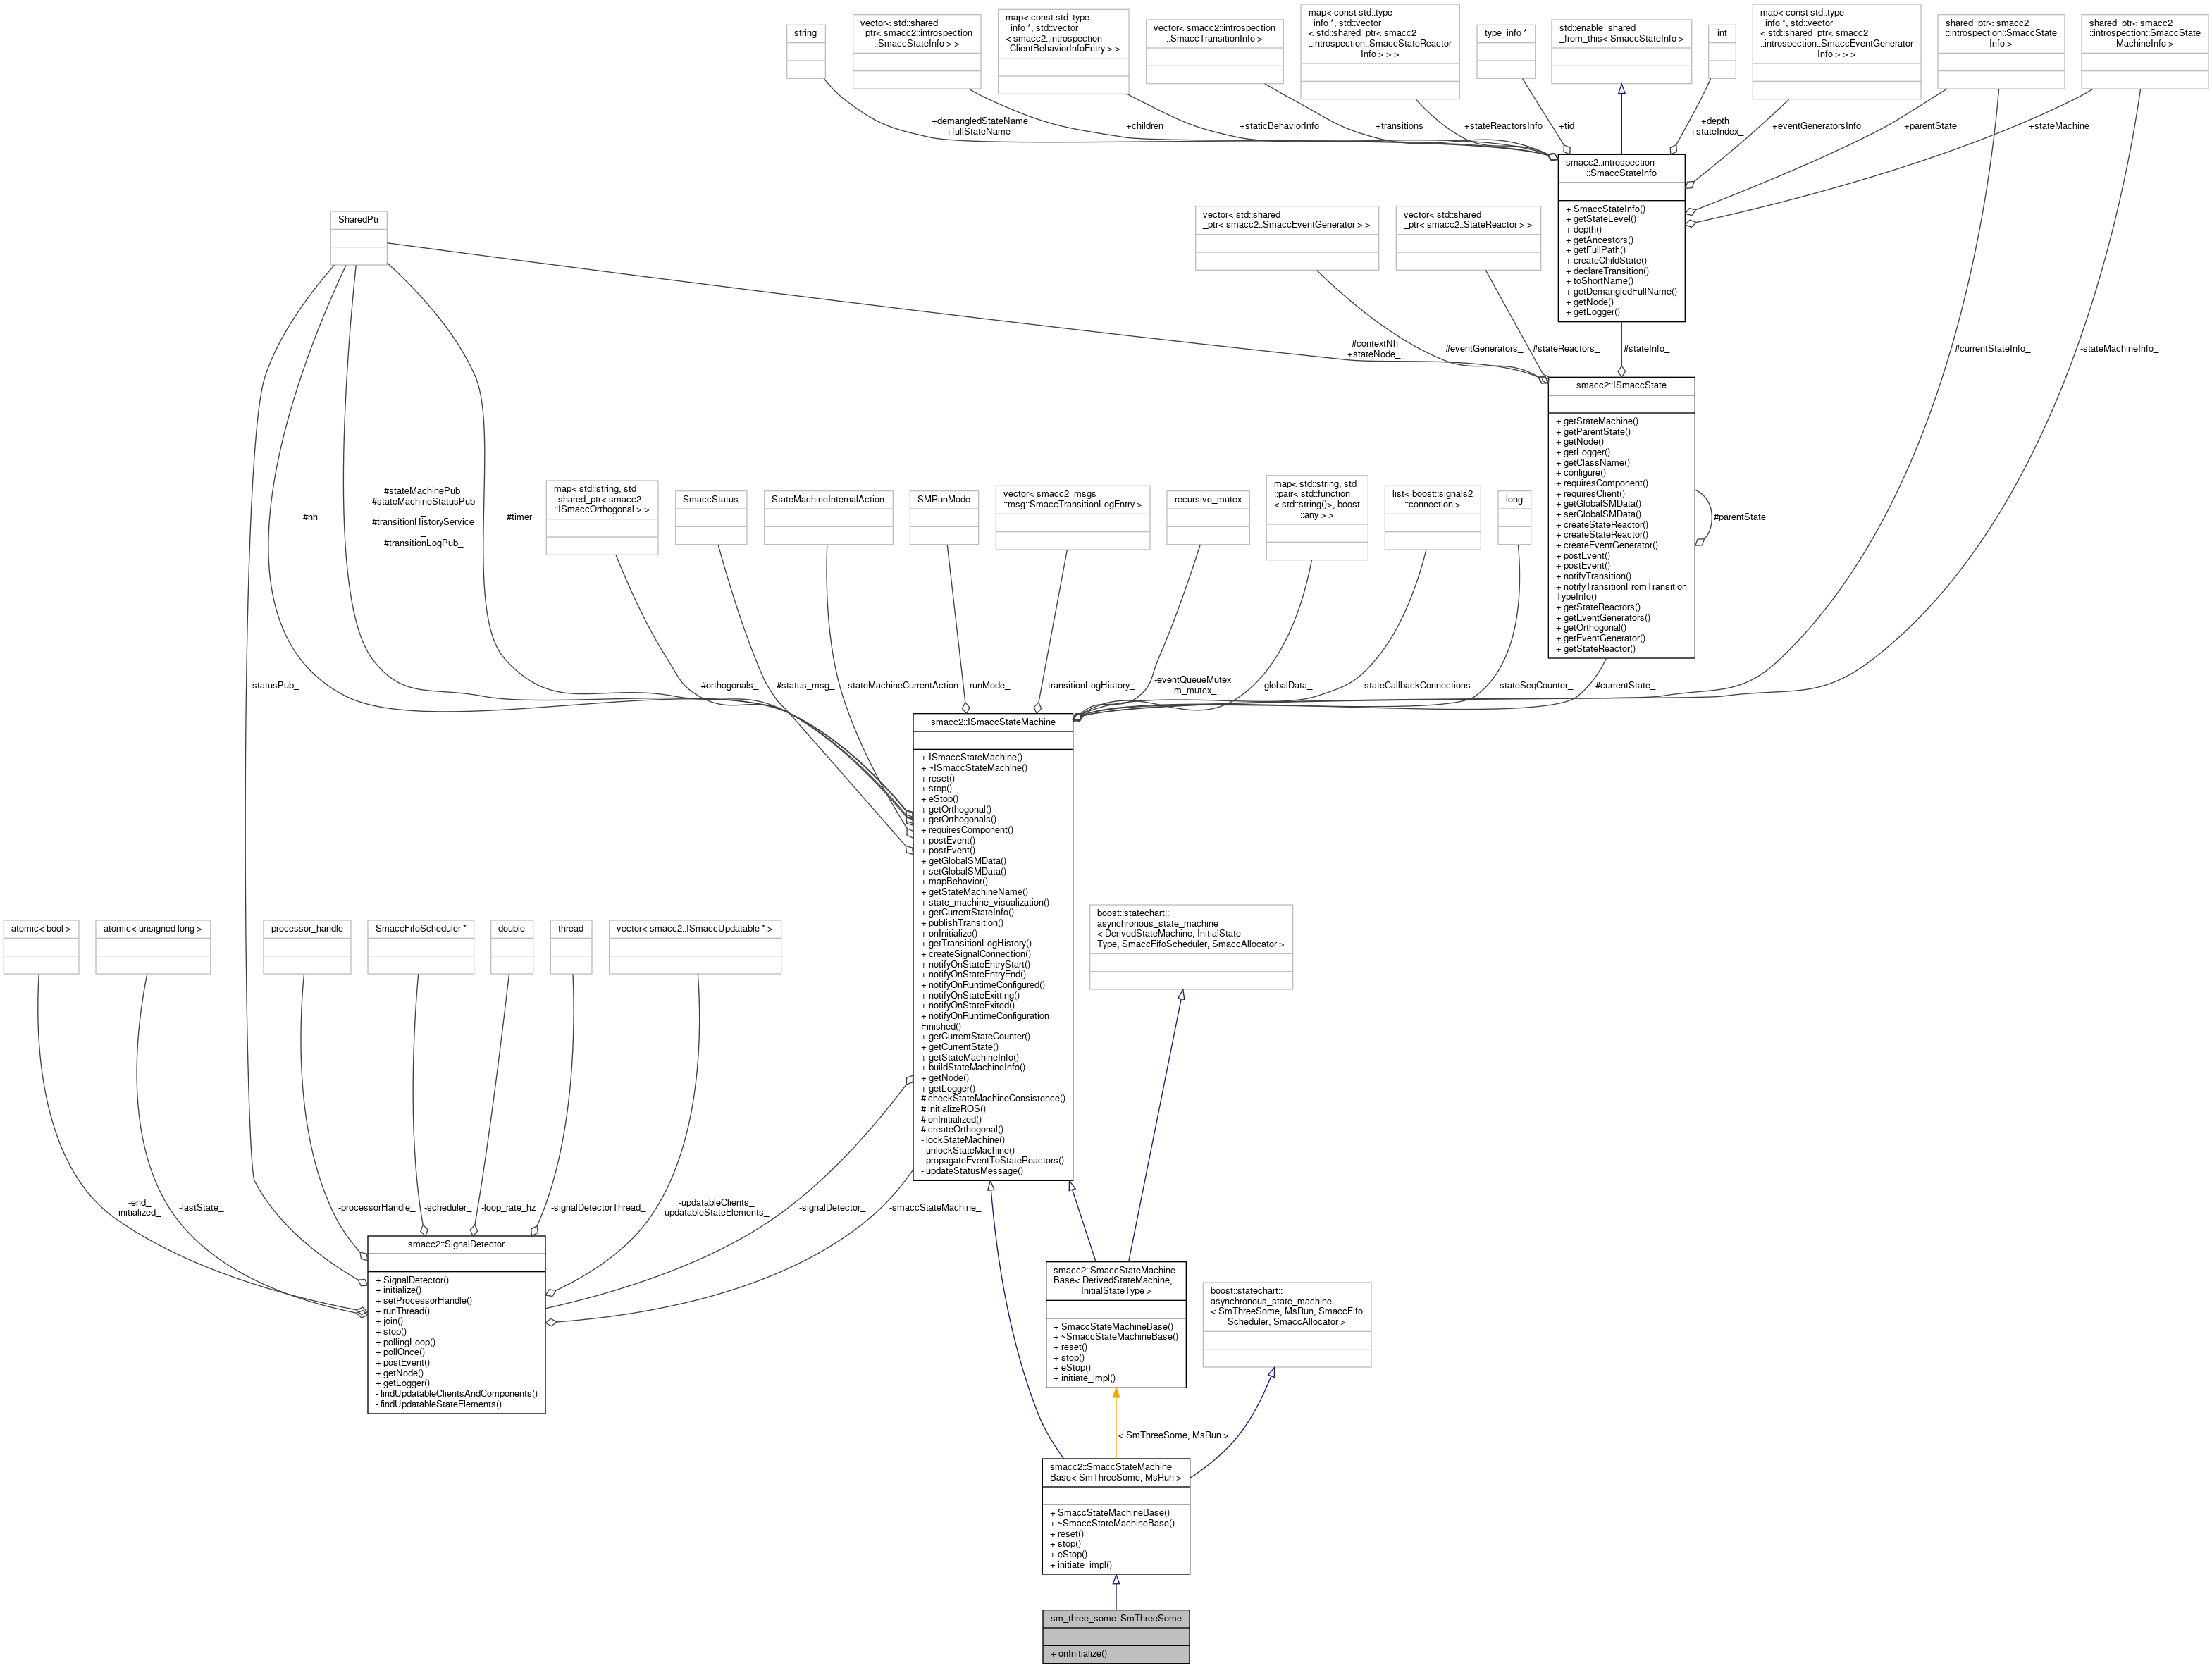 string
vector< std::shared
_ptr< smacc2::introspection
::SmaccStateInfo > >
map< const std::type
_info *, std::vector
< smacc2::introspection
::ClientBehaviorInfoEntry > >
vector< smacc2::introspection
::SmaccTransitionInfo >
map< const std::type
_info *, std::vector
< std::shared_ptr< smacc2
::introspection::SmaccStateReactor
Info > > >
type_info *
std::enable_shared
_from_this< SmaccStateInfo >
int
map< const std::type
_info *, std::vector
< std::shared_ptr< smacc2
::introspection::SmaccEventGenerator
Info > > >
shared_ptr< smacc2
::introspection::SmaccState
Info >
shared_ptr< smacc2
::introspection::SmaccState
MachineInfo >
+demangledStateName
+fullStateName
+children_
+staticBehaviorInfo
+transitions_
+stateReactorsInfo
+tid_
+depth_
+stateIndex_
+eventGeneratorsInfo
+parentState_
+stateMachine_
smacc2::introspection
::SmaccStateInfo
+ SmaccStateInfo()
+ getStateLevel()
+ depth()
+ getAncestors()
+ getFullPath()
+ createChildState()
+ declareTransition()
+ toShortName()
+ getDemangledFullName()
+ getNode()
+ getLogger()
SharedPtr
vector< std::shared
_ptr< smacc2::SmaccEventGenerator > >
vector< std::shared
_ptr< smacc2::StateReactor > >
#contextNh
+stateNode_
#eventGenerators_
#stateReactors_
#stateInfo_
#currentStateInfo_
-stateMachineInfo_
smacc2::ISmaccState
+ getStateMachine()
+ getParentState()
+ getNode()
+ getLogger()
+ getClassName()
+ configure()
+ requiresComponent()
+ requiresClient()
+ getGlobalSMData()
+ setGlobalSMData()
+ createStateReactor()
+ createStateReactor()
+ createEventGenerator()
+ postEvent()
+ postEvent()
+ notifyTransition()
+ notifyTransitionFromTransition
TypeInfo()
+ getStateReactors()
+ getEventGenerators()
+ getOrthogonal()
+ getEventGenerator()
+ getStateReactor()
#parentState_
#nh_
#stateMachinePub_
#stateMachineStatusPub
_
#transitionHistoryService
_
#transitionLogPub_
#timer_
map< std::string, std
::shared_ptr< smacc2
::ISmaccOrthogonal > >
SmaccStatus
StateMachineInternalAction
SMRunMode
vector< smacc2_msgs
::msg::SmaccTransitionLogEntry >
recursive_mutex
map< std::string, std
::pair< std::function
< std::string()>, boost
::any > >
list< boost::signals2
::connection >
long
-statusPub_
#orthogonals_
#status_msg_
-stateMachineCurrentAction
-runMode_
-transitionLogHistory_
-eventQueueMutex_
-m_mutex_
-globalData_
-stateCallbackConnections
-stateSeqCounter_
#currentState_
smacc2::ISmaccStateMachine
+ ISmaccStateMachine()
+ ~ISmaccStateMachine()
+ reset()
+ stop()
+ eStop()
+ getOrthogonal()
+ getOrthogonals()
+ requiresComponent()
+ postEvent()
+ postEvent()
+ getGlobalSMData()
+ setGlobalSMData()
+ mapBehavior()
+ getStateMachineName()
+ state_machine_visualization()
+ getCurrentStateInfo()
+ publishTransition()
+ onInitialize()
+ getTransitionLogHistory()
+ createSignalConnection()
+ notifyOnStateEntryStart()
+ notifyOnStateEntryEnd()
+ notifyOnRuntimeConfigured()
+ notifyOnStateExitting()
+ notifyOnStateExited()
+ notifyOnRuntimeConfiguration
Finished()
+ getCurrentStateCounter()
+ getCurrentState()
+ getStateMachineInfo()
+ buildStateMachineInfo()
+ getNode()
+ getLogger()
# checkStateMachineConsistence()
# initializeROS()
# onInitialized()
# createOrthogonal()
- lockStateMachine()
- unlockStateMachine()
- propagateEventToStateReactors()
- updateStatusMessage()
atomic< bool >
atomic< unsigned long >
processor_handle
SmaccFifoScheduler *
double
thread
vector< smacc2::ISmaccUpdatable * >
boost::statechart::
asynchronous_state_machine
< DerivedStateMachine, InitialState
Type, SmaccFifoScheduler, SmaccAllocator >
-end_
-initialized_
-lastState_
-processorHandle_
-scheduler_
-loop_rate_hz
-signalDetectorThread_
-updatableClients_
-updatableStateElements_
-signalDetector_
-smaccStateMachine_
smacc2::SignalDetector
+ SignalDetector()
+ initialize()
+ setProcessorHandle()
+ runThread()
+ join()
+ stop()
+ pollingLoop()
+ pollOnce()
+ postEvent()
+ getNode()
+ getLogger()
- findUpdatableClientsAndComponents()
- findUpdatableStateElements()
smacc2::SmaccStateMachine
Base< DerivedStateMachine,
InitialStateType >
+ SmaccStateMachineBase()
+ ~SmaccStateMachineBase()
+ reset()
+ stop()
+ eStop()
+ initiate_impl()
boost::statechart::
asynchronous_state_machine
< SmThreeSome, MsRun, SmaccFifo
Scheduler, SmaccAllocator >
< SmThreeSome, MsRun >
smacc2::SmaccStateMachine
Base< SmThreeSome, MsRun >
+ SmaccStateMachineBase()
+ ~SmaccStateMachineBase()
+ reset()
+ stop()
+ eStop()
+ initiate_impl()
sm_three_some::SmThreeSome
+ onInitialize()